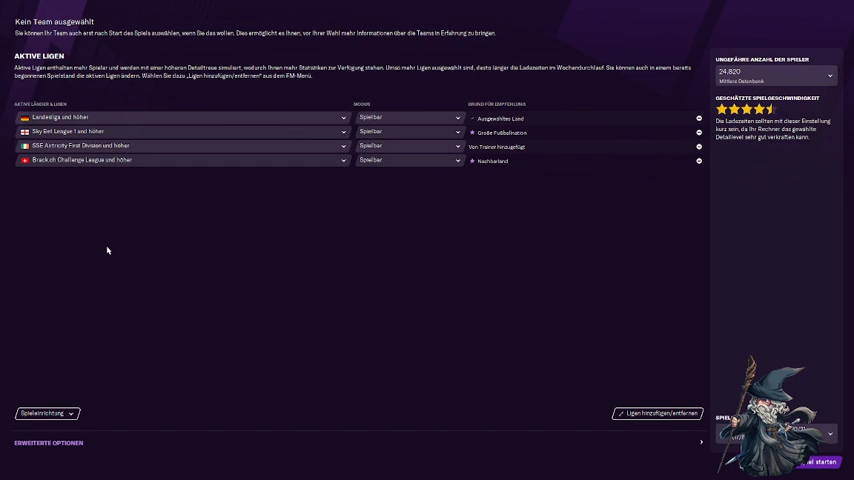 Kein Team ausgewählt
Sie können Ihr Team auch erst nach Start des Spiels auswählen, wenn Sie das wollen. Dies ermöglicht es Ihnen, vor Ihrer Wahl mehr Informationen über die Teams in Erfahrung zu bringen.
AKTIVE LIGEN
Aktive Ligen enthalten mehr Spieler und werden mit einer höheren Detailtreue simuliert, wodurch Ihnen mehr Statistiken zur Verfügung stehen. Umso mehr Ligen ausgewählt sind, desto länger die Ladezeiten im Wochendurchlauf. Sie können auch in einem bereits
begonnenen Spielstand die aktiven Ligen ändern. Wählen Sie dazu „Ligen hinzufügen/entfernen" aus dem FM-Menü.
AKTIVE LÄNDER & LIGEN MODUS GRUND FÜR EMPFEHLUNG
Landesliga und höher Spielbar Ausgewähltes Land
Sky Bet League 1 und höher Spielbar Große Fußballnation
SSE Airtricity First Division und höher Spielbar Von Trainer hinzugefügt
Brack.ch Challenge League und höher Spielbar Nachbarland
Spieleinrichtung
Ligen hinzufügen/entfernen
ERWEITERTE OPTIONEN
UNGEFÄHRE ANZAHL DER SPIELER
24,820
Mittlere Datenbank
GESCHÄTZTE SPIELGESCHWINDIGKEIT
Die Ladezeiten sollten mit dieser Einstellung
kurz sein, da Ihr Rechner das gewählte
Detaillevel sehr gut verkraften kann.
starten